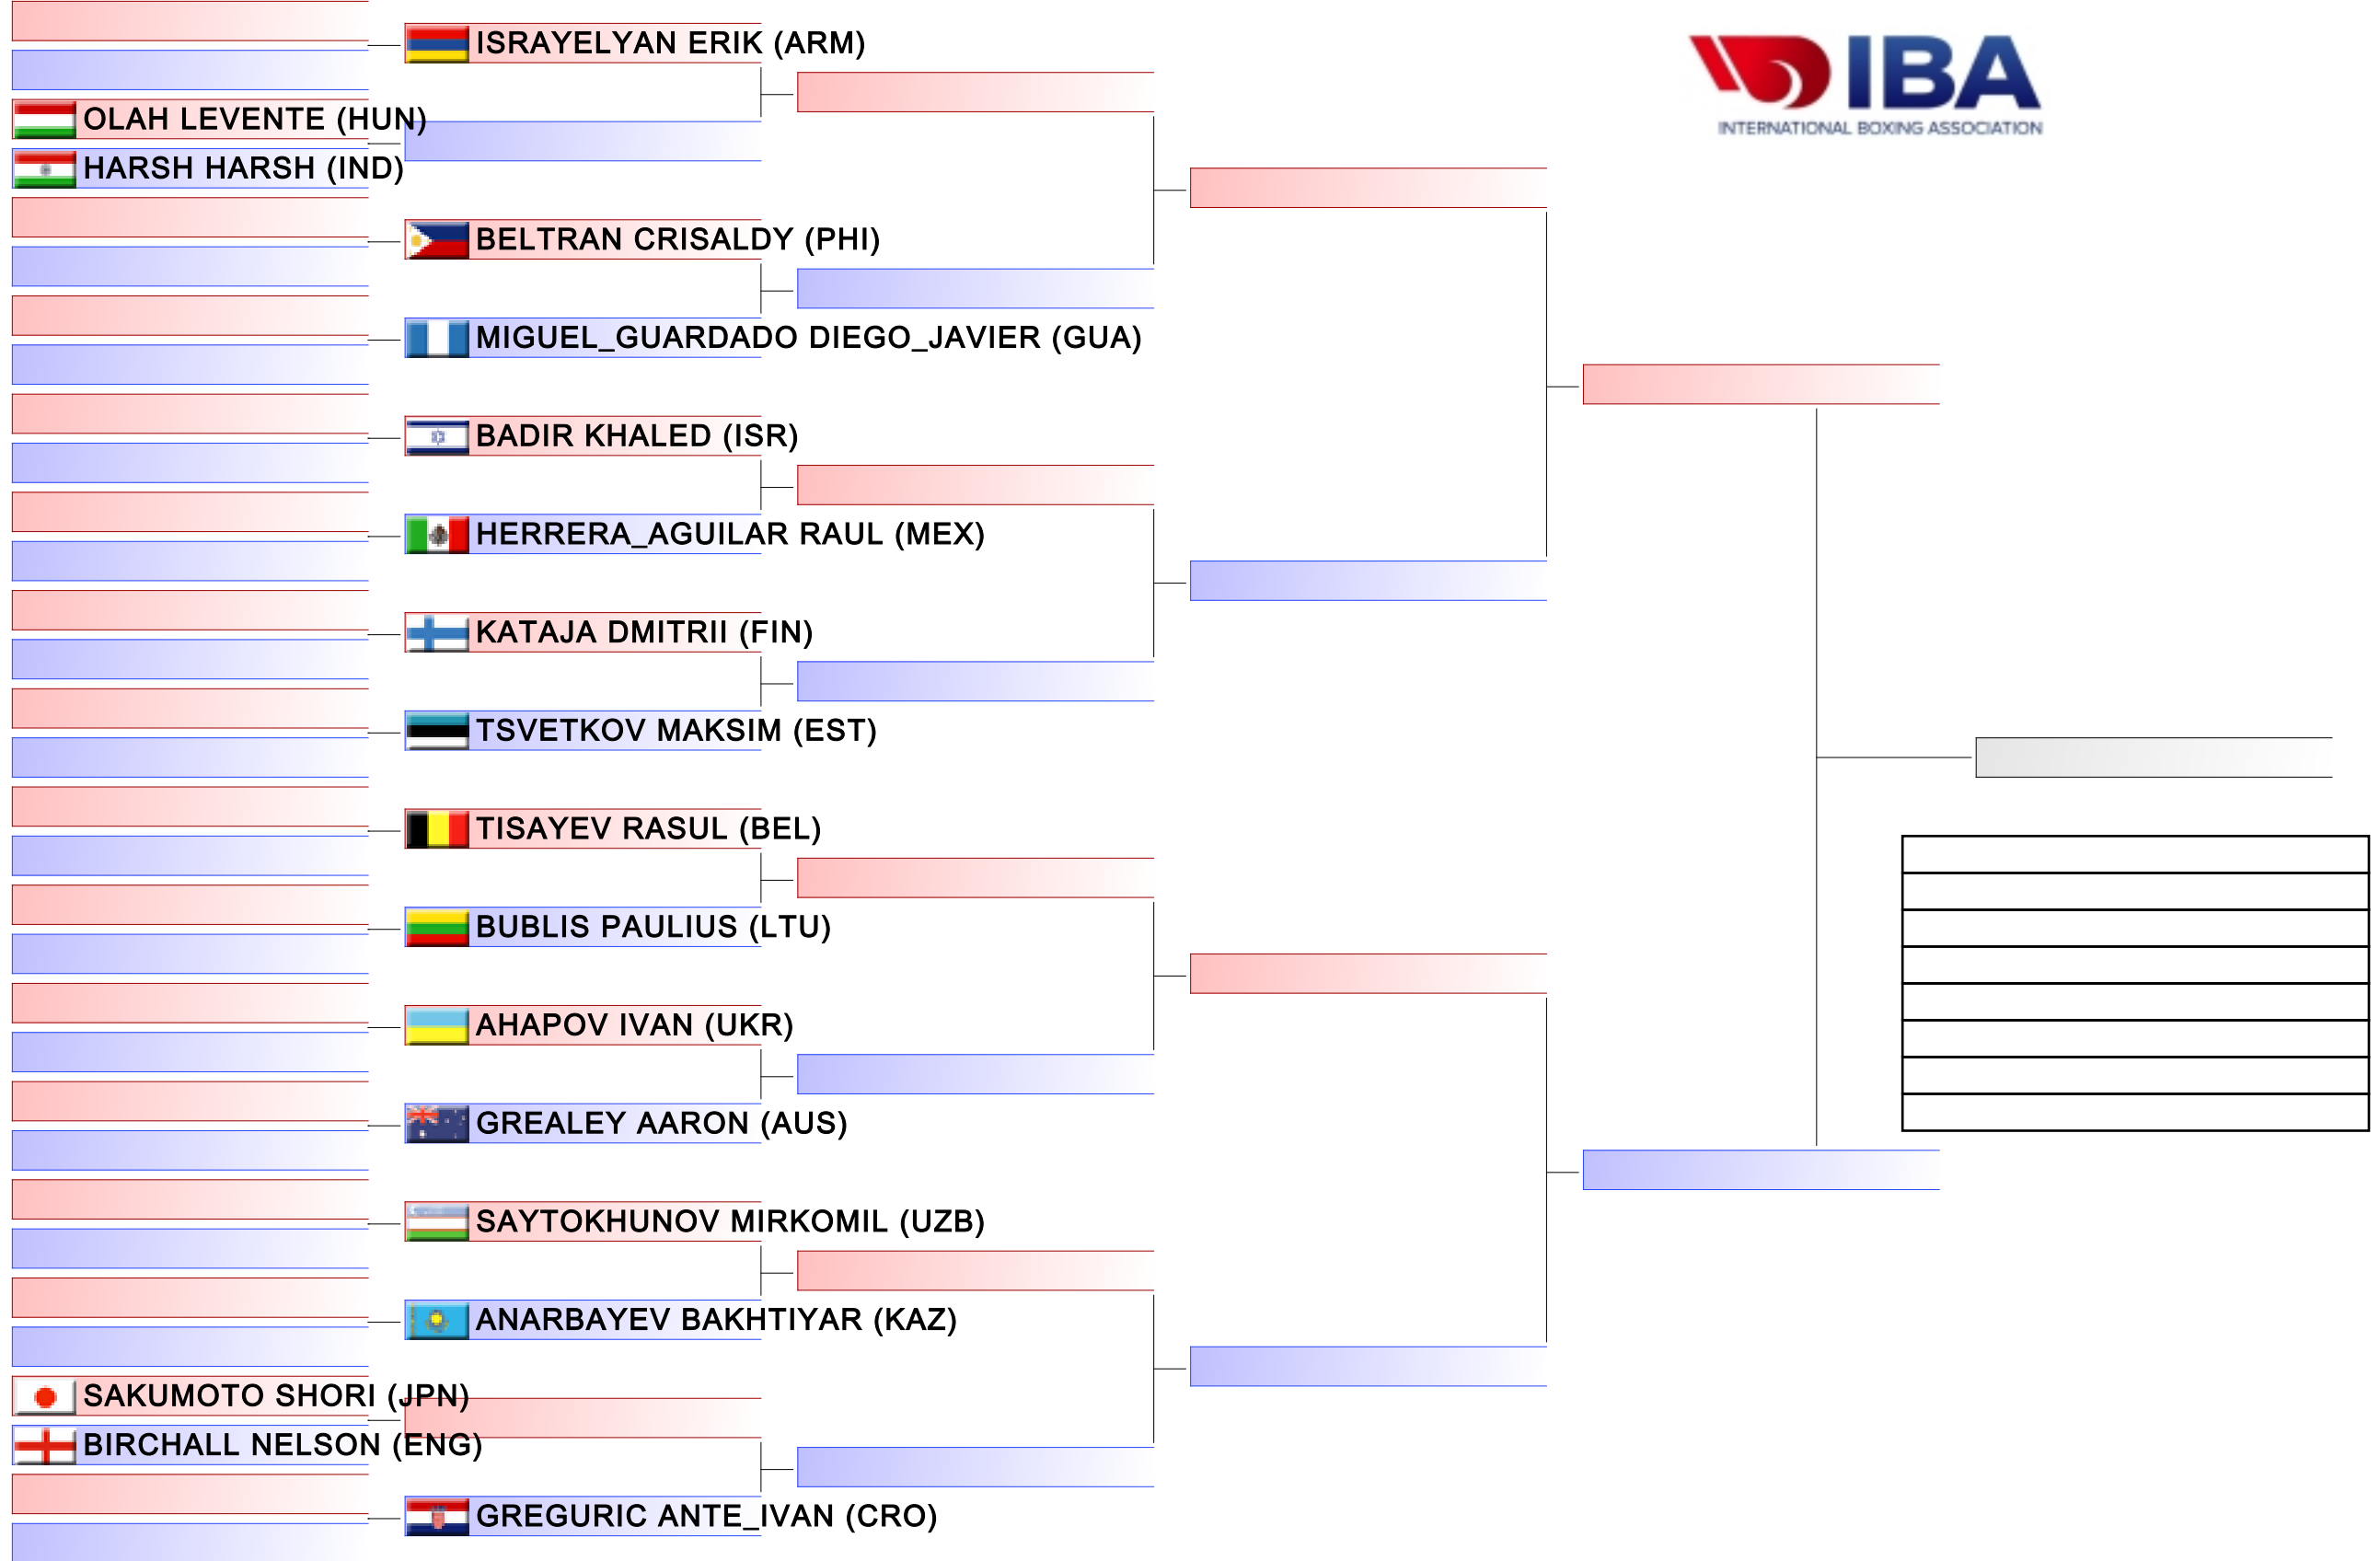 ISRAYELYAN ERIK (ARM)
OLAH LEVENTE (HUN)
HARSH HARSH (IND)
BELTRAN CRISALDY (PHI)
MIGUEL_GUARDADO DIEGO_JAVIER (GUA)
BADIR KHALED (ISR)
HERRERA_AGUILAR RAUL (MEX)
KATAJA DMITRII (FIN)
TSVETKOV MAKSIM (EST)
TISAYEV RASUL (BEL)
BUBLIS PAULIUS (LTU)
AHAPOV IVAN (UKR)
GREALEY AARON (AUS)
SAYTOKHUNOV MIRKOMIL (UZB)
ANARBAYEV BAKHTIYAR (KAZ)
SAKUMOTO SHORI (JPN)
BIRCHALL NELSON (ENG)
GREGURIC ANTE_IVAN (CRO)
IBA
INTERNATIONAL BOXING ASSOCIATION